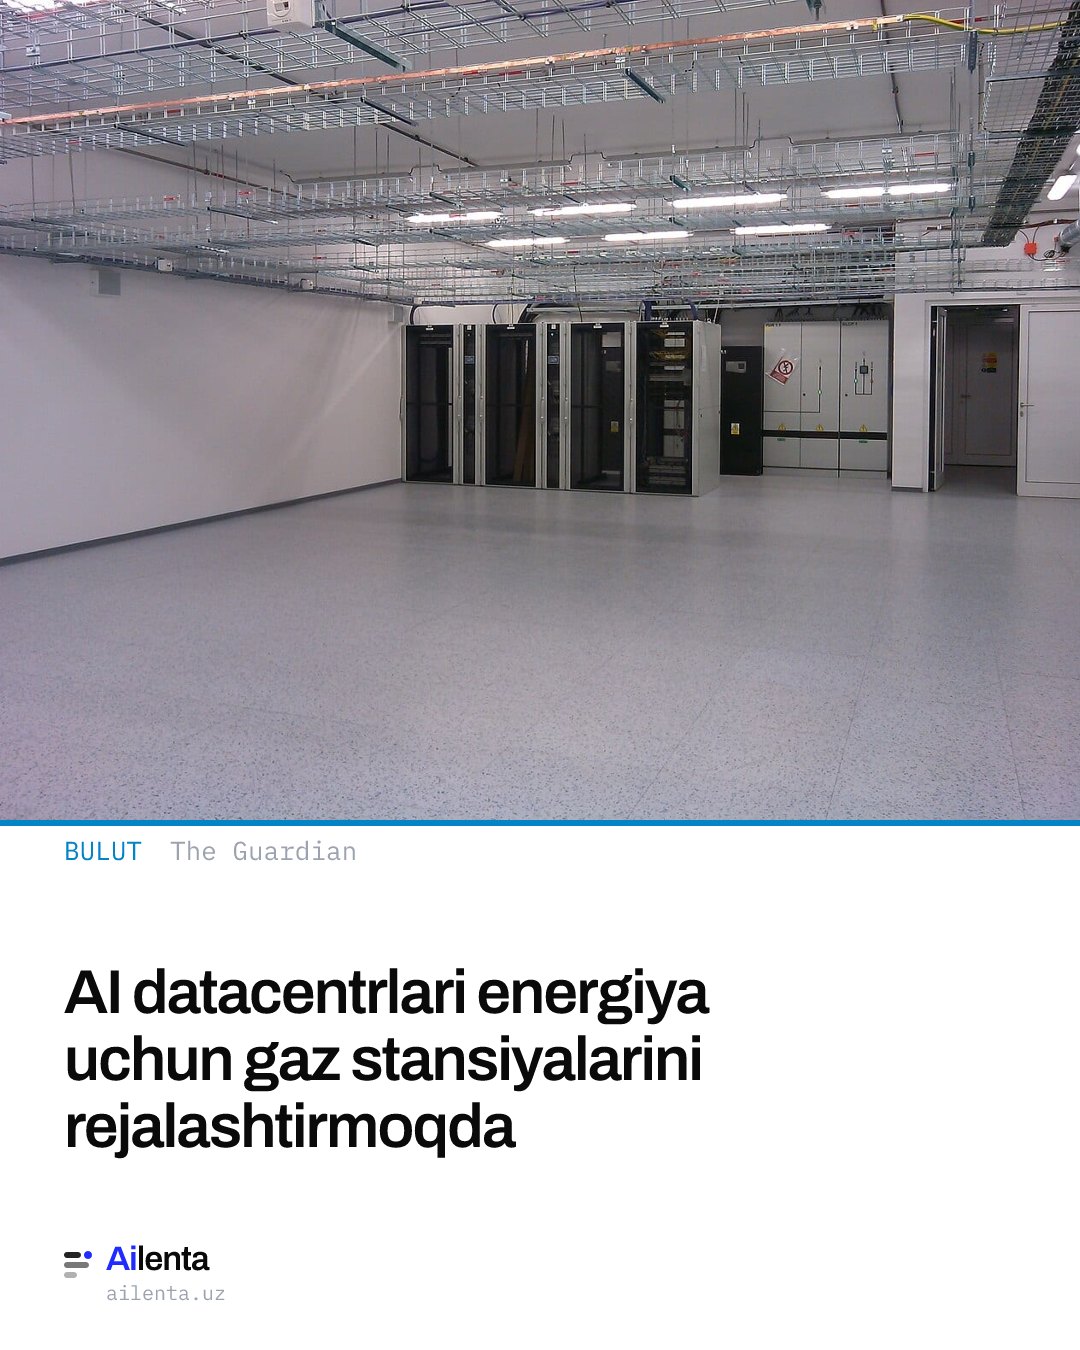 BULUT The Guardian
AI datacentrlari energiya
uchun gaz stansiyalarini
rejalashtirmoqda
Ailenta
ailenta.uz